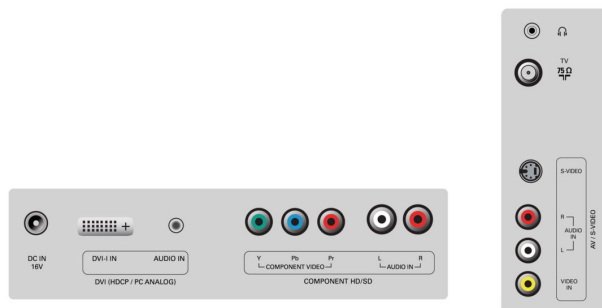 DC IN
16V
DVI-I IN
AUDIO IN
DVI (HDCP / PC ANALOG)
Y Pb Pr
COMPONENT VIDEO
L R
AUDIO IN
COMPONENT HD/SD
TV
75 Ω
S-VIDEO
R
AUDIO
IN
L
VIDEO
IN
AV / S-VIDEO